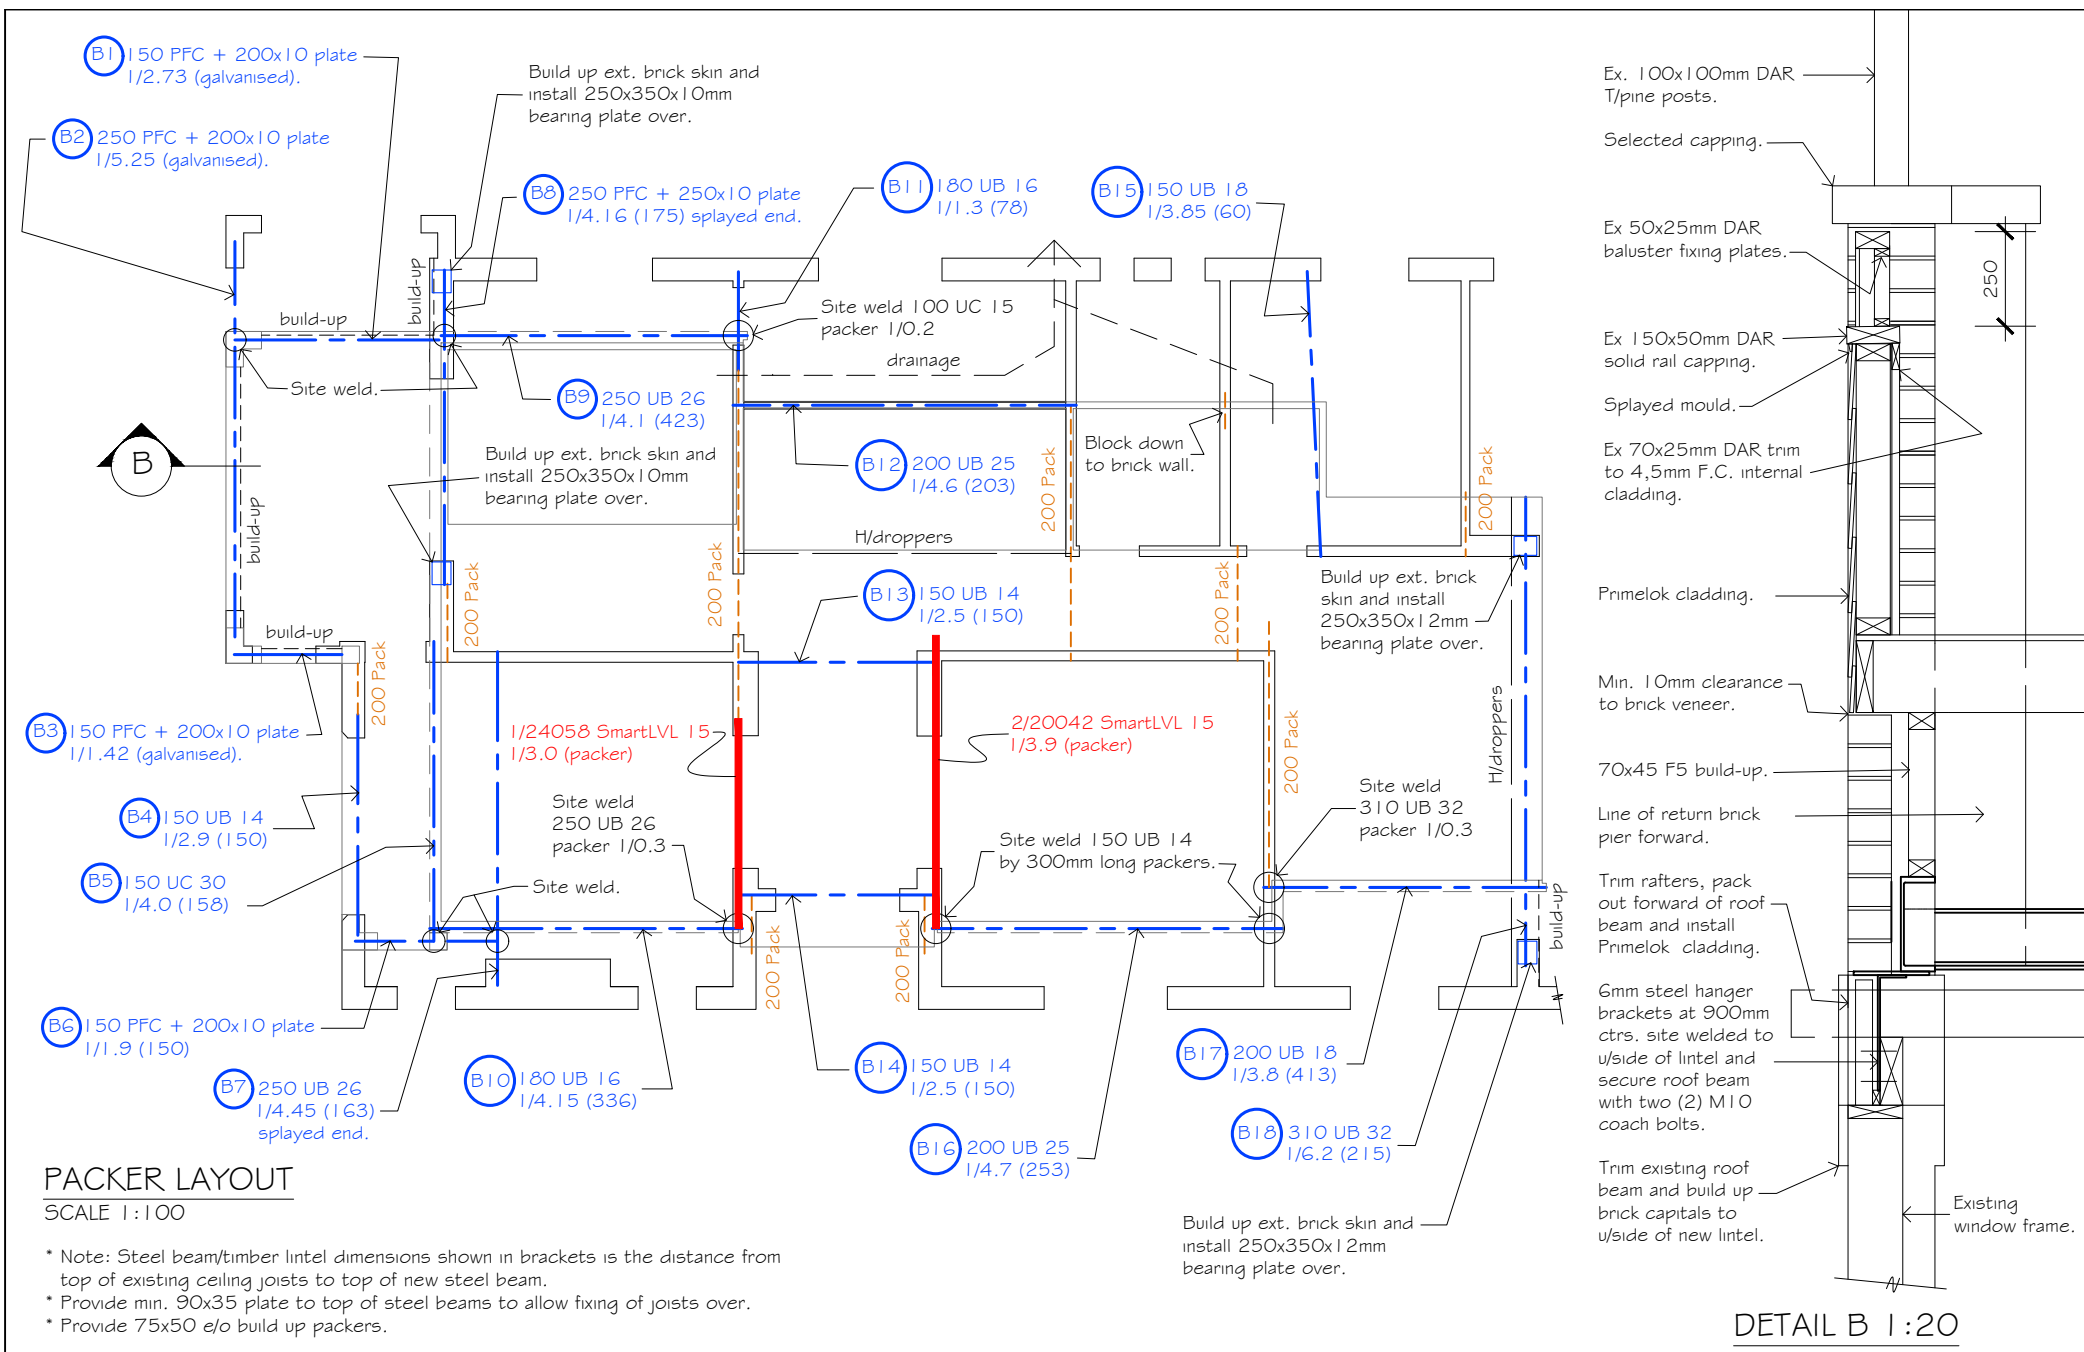 B1 150 PFC + 200x10 plate
1/2.73 (galvanised).
B2 250 PFC + 200x10 plate
1/5.25 (galvanised).
Build up ext. brick skin and
install 250x350x10mm
bearing plate over.
B8 250 PFC + 250x10 plate
1/4.16 (175) splayed end.
B11 180 UB 16
1/1.3 (78)
B15 150 UB 18
1/3.85 (60)
build-up
build-up
Site weld 100 UC 15
packer 1/0.2
drainage
Site weld.
B9 250 UB 26
1/4.1 (423)
B
Build up ext. brick skin and
install 250x350x10mm
bearing plate over.
B12 200 UB 25
1/4.6 (203)
Block down
to brick wall.
200 Pack
200 Pack
build-up
H/droppers
200 Pack
200 Pack
200 Pack
B13 150 UB 14
1/2.5 (150)
Build up ext. brick
skin and install
250x350x12mm
bearing plate over.
build-up
200 Pack
B3 150 PFC + 200x10 plate
1/1.42 (galvanised).
1/24058 SmartLVL 15
1/3.0 (packer)
2/20042 SmartLVL 15
1/3.9 (packer)
200 Pack
H/droppers
B4 150 UB 14
1/2.9 (150)
Site weld
250 UB 26
packer 1/0.3
Site weld 150 UB 14
by 300mm long packers.
Site weld
310 UB 32
packer 1/0.3
B5 150 UC 30
1/4.0 (158)
Site weld.
build-up
200 Pack
200 Pack
B6 150 PFC + 200x10 plate
1/1.9 (150)
B7 250 UB 26
1/4.45 (163)
splayed end.
B10 180 UB 16
1/4.15 (336)
B14 150 UB 14
1/2.5 (150)
B17 200 UB 18
1/3.8 (413)
B16 200 UB 25
1/4.7 (253)
B18 310 UB 32
1/6.2 (215)
Build up ext. brick skin and
install 250x350x12mm
bearing plate over.
PACKER LAYOUT
SCALE 1:100
* Note: Steel beam/timber lintel dimensions shown in brackets is the distance from
top of existing ceiling joists to top of new steel beam.
* Provide min. 90x35 plate to top of steel beams to allow fixing of joists over.
* Provide 75x50 e/o build up packers.
Ex. 100x100mm DAR
T/pine posts.
Selected capping.
Ex 50x25mm DAR
baluster fixing plates.
250
Ex 150x50mm DAR
solid rail capping.
Splayed mould.
Ex 70x25mm DAR trim
to 4,5mm F.C. internal
cladding.
Primelok cladding.
Min. 10mm clearance
to brick veneer.
70x45 F5 build-up.
Line of return brick
pier forward.
Trim rafters, pack
out forward of roof
beam and install
Primelok cladding.
6mm steel hanger
brackets at 900mm
ctrs. site welded to
u/side of lintel and
secure roof beam
with two (2) M10
coach bolts.
Trim existing roof
beam and build up
brick capitals to
u/side of new lintel.
Existing
window frame.
DETAIL B 1:20